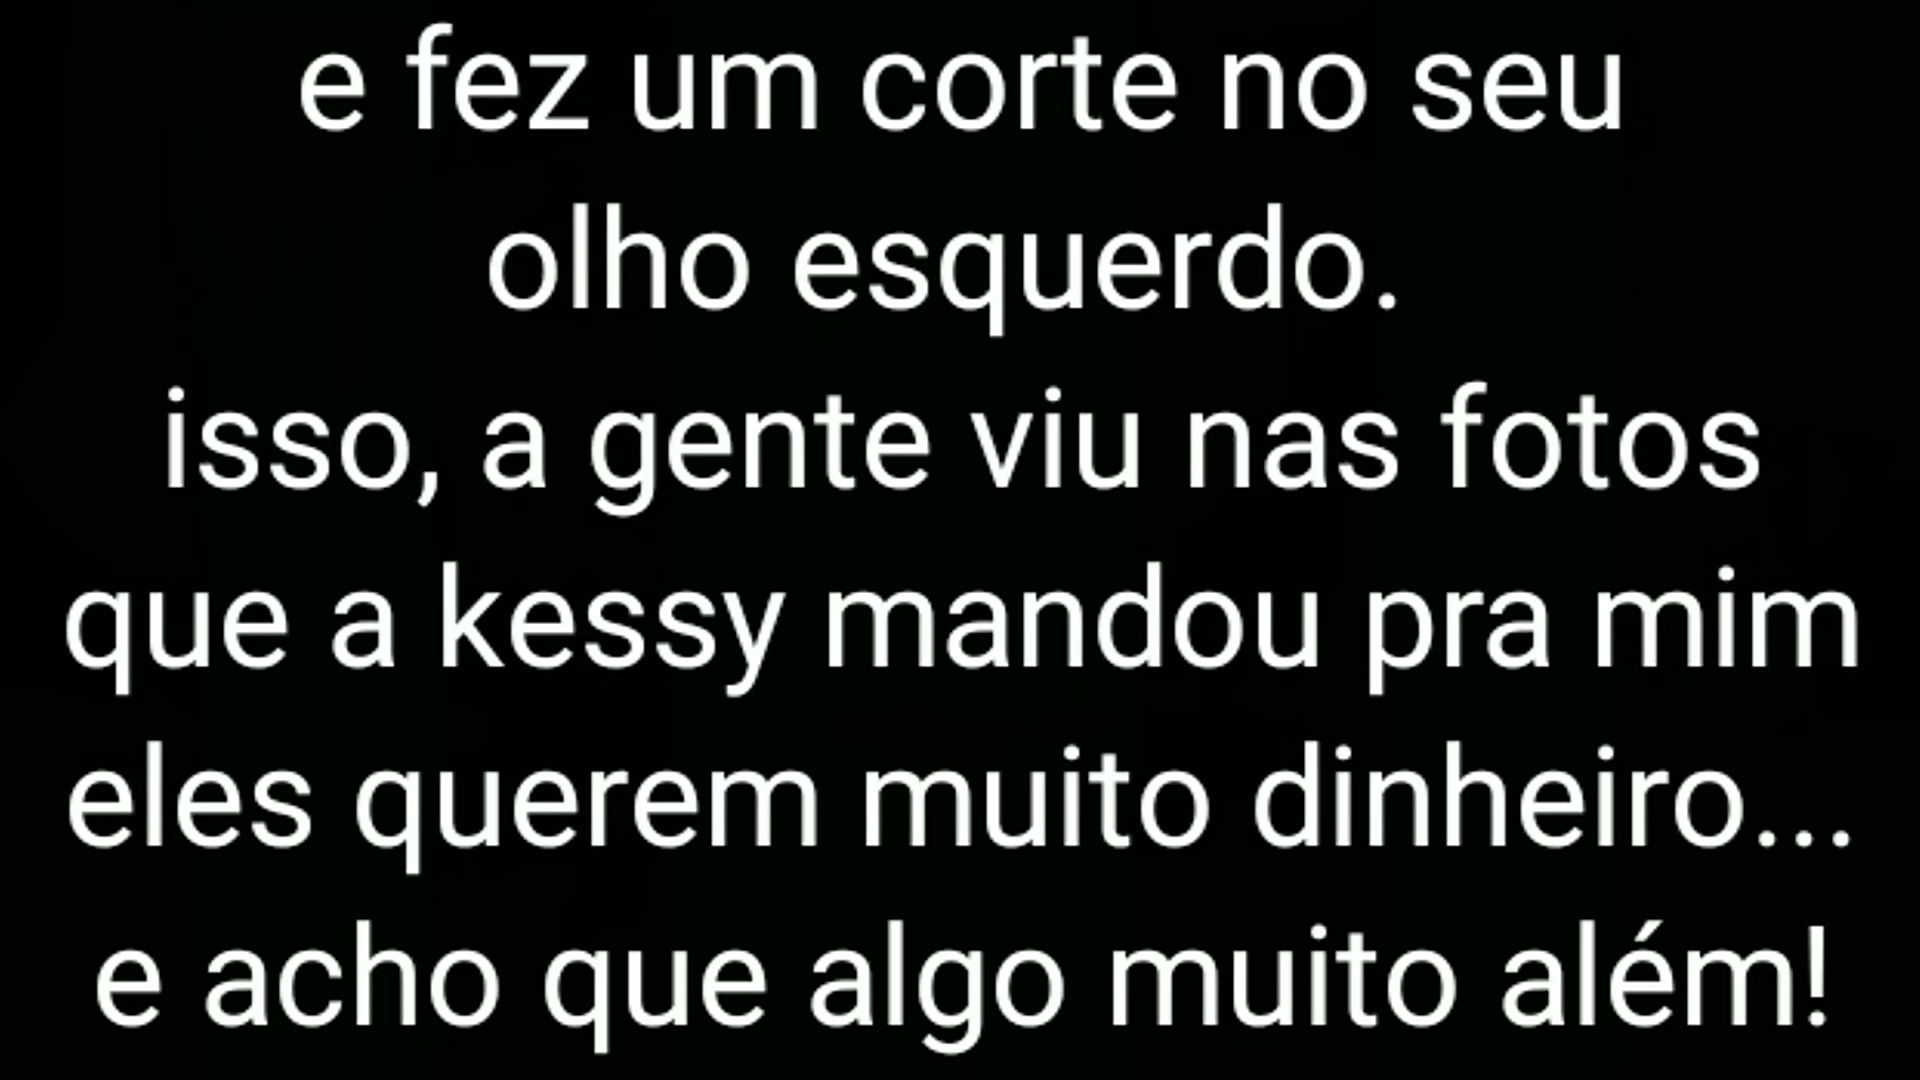 e fez um corte no seu
olho esquerdo.
isso, a gente viu nas fotos
que a kessy mandou pra mim
eles querem muito dinheiro...
e acho que algo muito além!